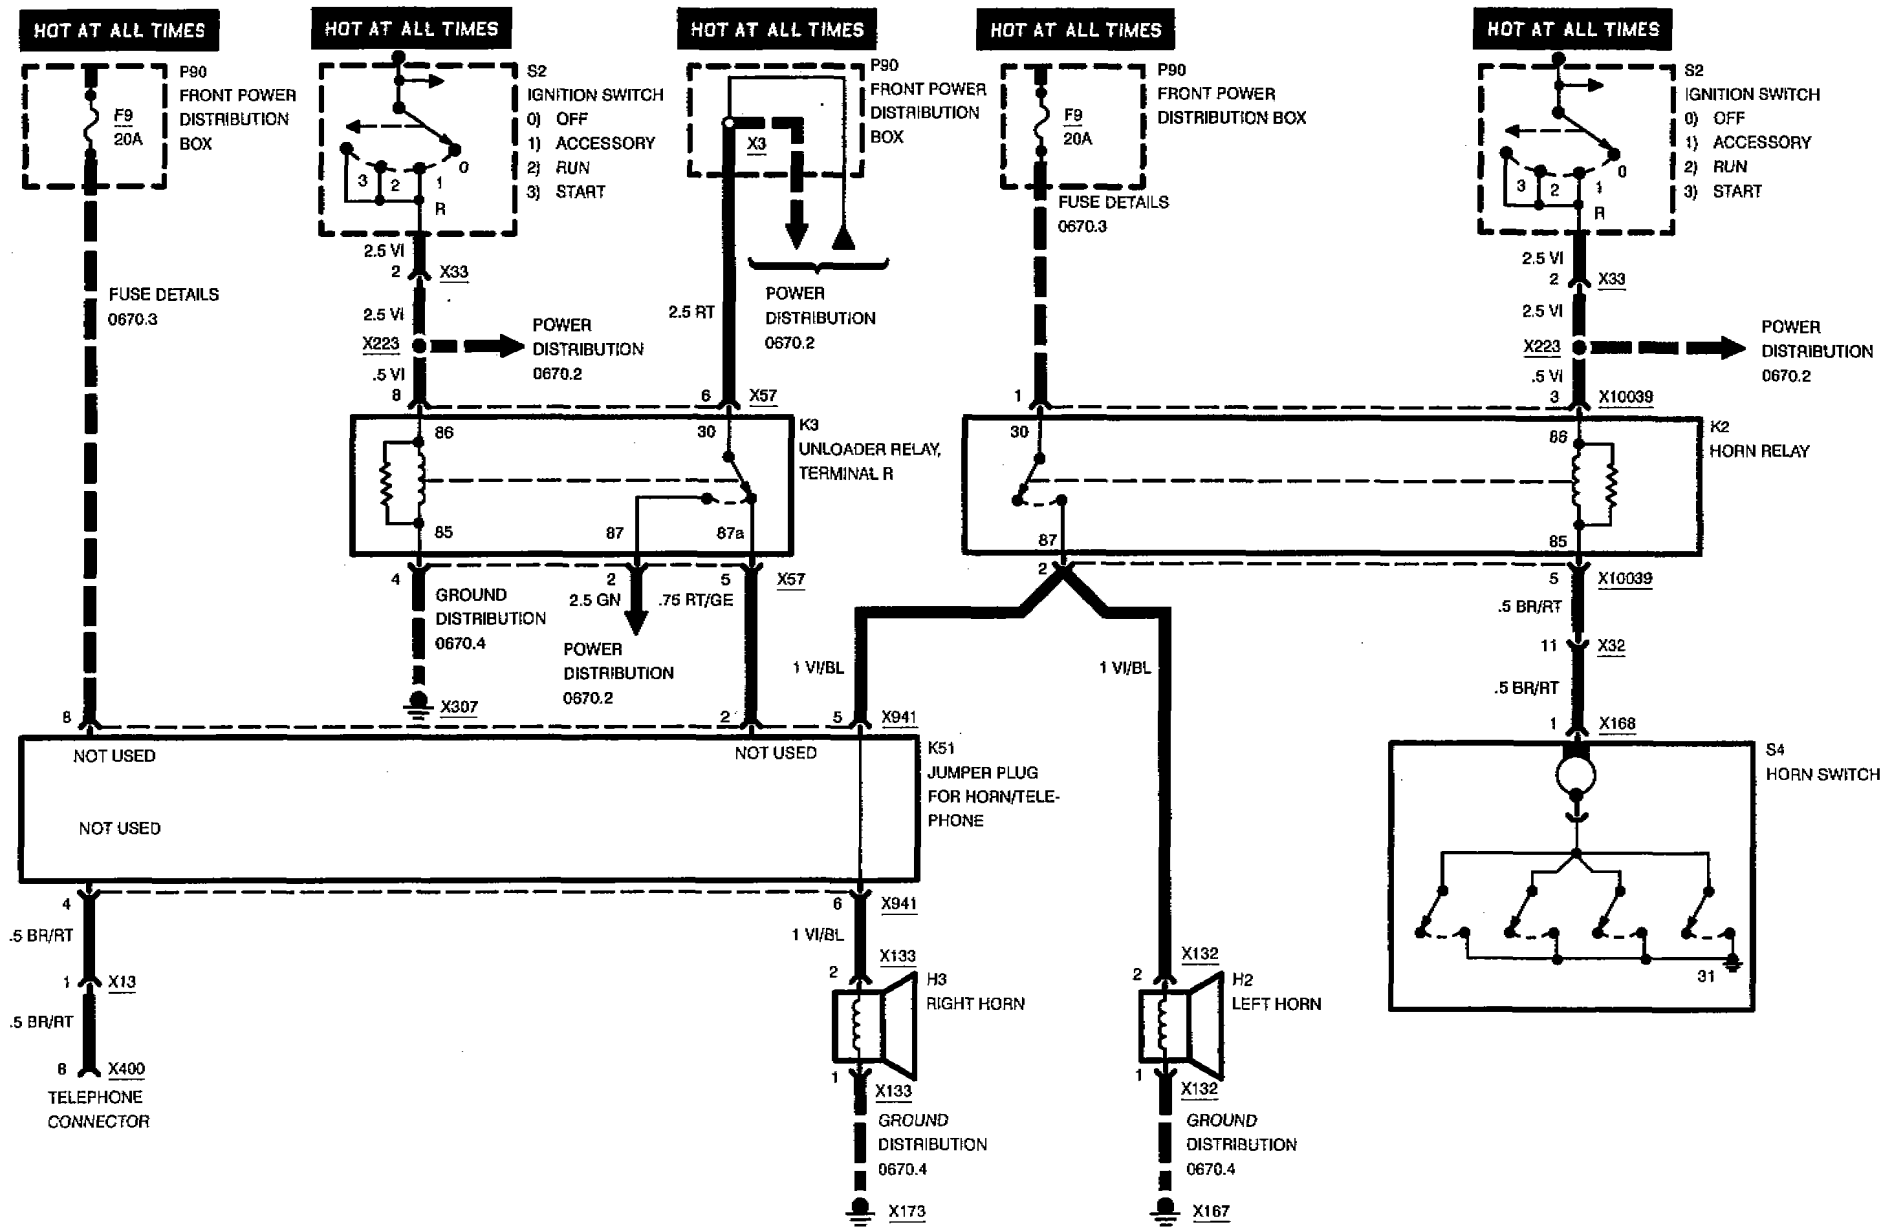 HOT AT ALL TIMES
HOT AT ALL TIMES
HOT AT ALL TIMES
HOT AT ALL TIMES
HOT AT ALL TIMES
P90
FRONT POWER
DISTRIBUTION
BOX
F9
20A
S2
IGNITION SWITCH
0) OFF
1) ACCESSORY
2) RUN
3) START
3
2
1
0
R
P90
FRONT POWER
DISTRIBUTION
BOX
X3
P90
FRONT POWER
DISTRIBUTION BOX
F9
20A
FUSE DETAILS
0670.3
S2
IGNITION SWITCH
0) OFF
1) ACCESSORY
2) RUN
3) START
3
2
1
0
R
FUSE DETAILS
0670.3
2.5 VI
2
X33
2.5 VI
X223
POWER
DISTRIBUTION
0670.2
.5 VI
8
2.5 RT
POWER
DISTRIBUTION
0670.2
6
X57
2.5 VI
2
X33
2.5 VI
X223
POWER
DISTRIBUTION
0670.2
.5 VI
1
3
X10039
86
30
K3
UNLOADER RELAY,
TERMINAL R
85
87
87a
30
86
K2
HORN RELAY
87
85
4
2
5
X57
GROUND
DISTRIBUTION
0670.4
2.5 GN
.75 RT/GE
POWER
DISTRIBUTION
0670.2
X307
2
5
X10039
.5 BR/RT
11
X32
.5 BR/RT
1
X168
1 VI/BL
1 VI/BL
8
2
5
X941
NOT USED
NOT USED
NOT USED
K51
JUMPER PLUG
FOR HORN/TELE-
PHONE
S4
HORN SWITCH
31
4
6
X941
.5 BR/RT
1
X13
.5 BR/RT
8
X400
TELEPHONE
CONNECTOR
1 VI/BL
X133
2
H3
RIGHT HORN
1
X133
GROUND
DISTRIBUTION
0670.4
X173
X132
2
H2
LEFT HORN
1
X132
GROUND
DISTRIBUTION
0670.4
X167